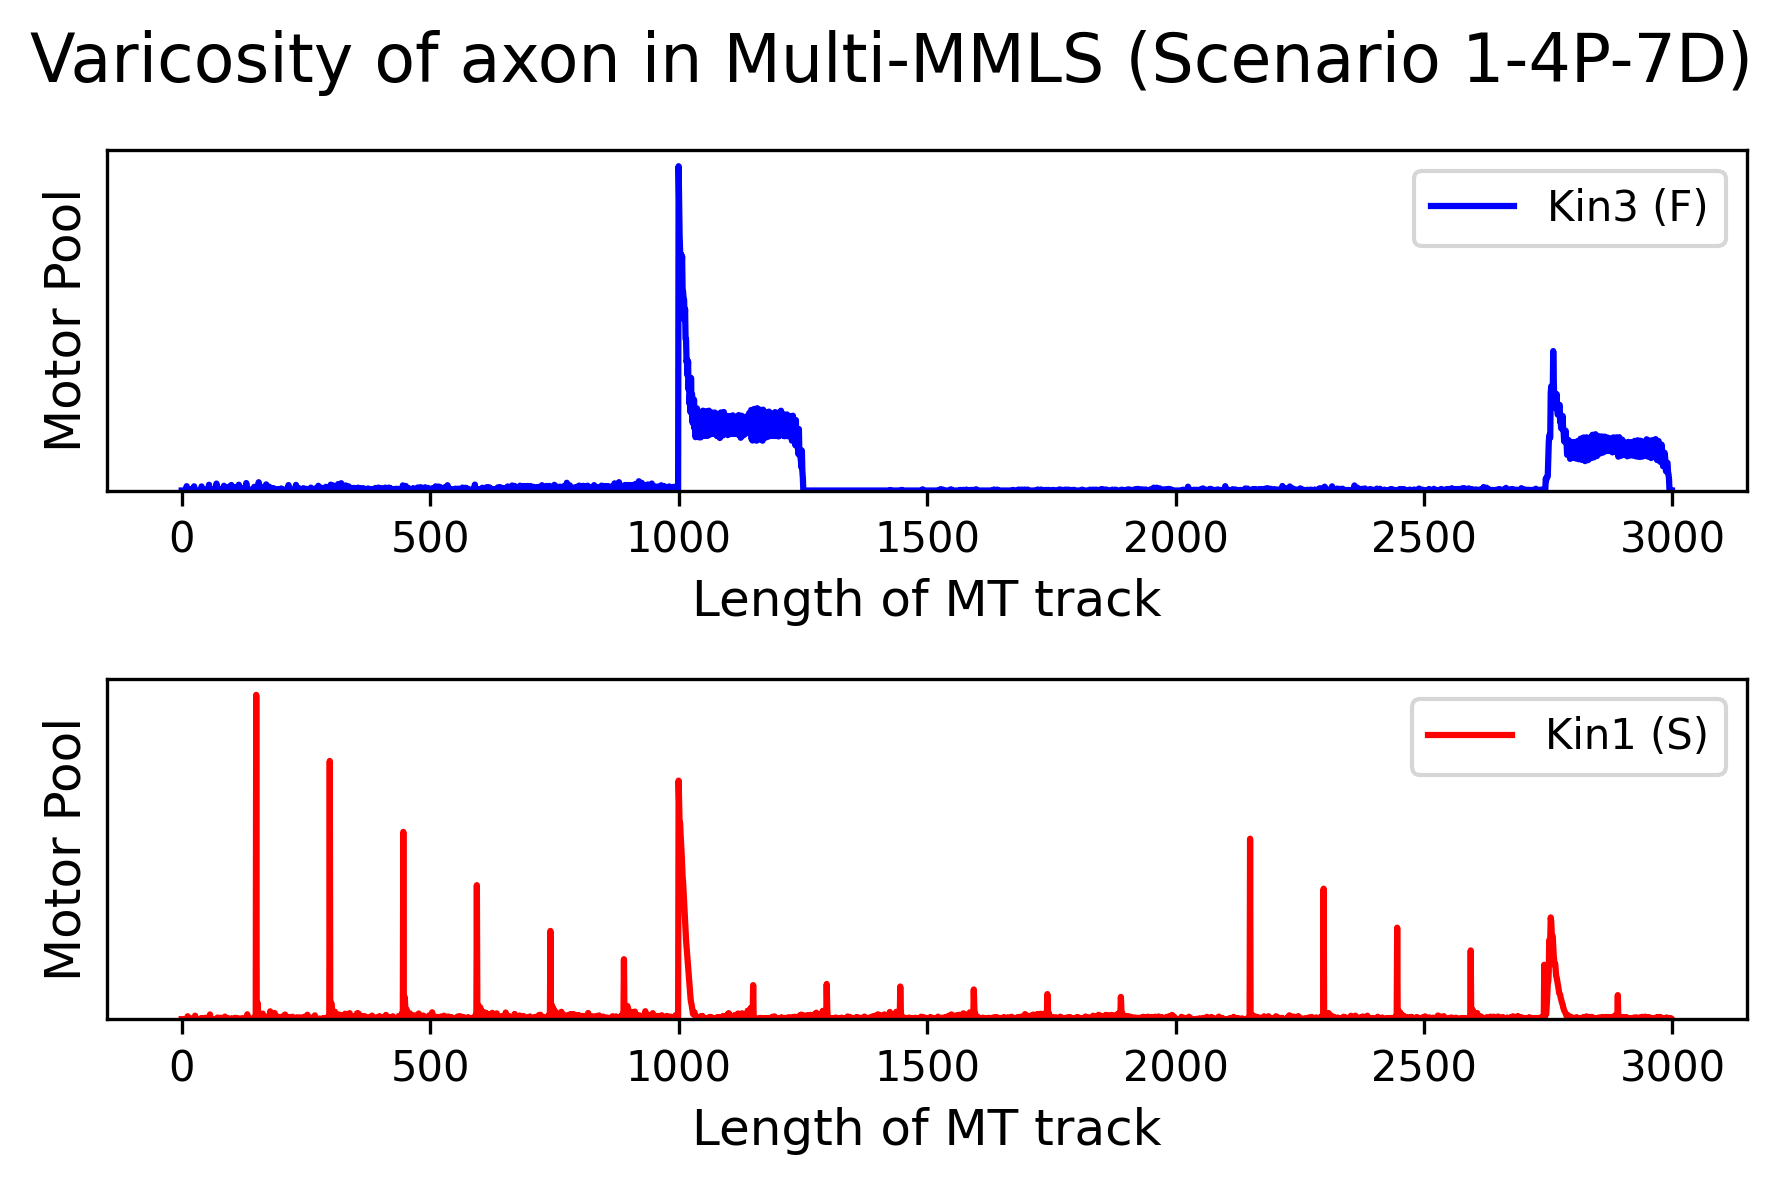 Varicosity of axon in Multi-MMLS (Scenario 1-4P-7D)
Motor Pool
Kin3 (F)
0 500 1000 1500 2000 2500 3000
Length of MT track
Motor Pool
Kin1 (S)
0 500 1000 1500 2000 2500 3000
Length of MT track